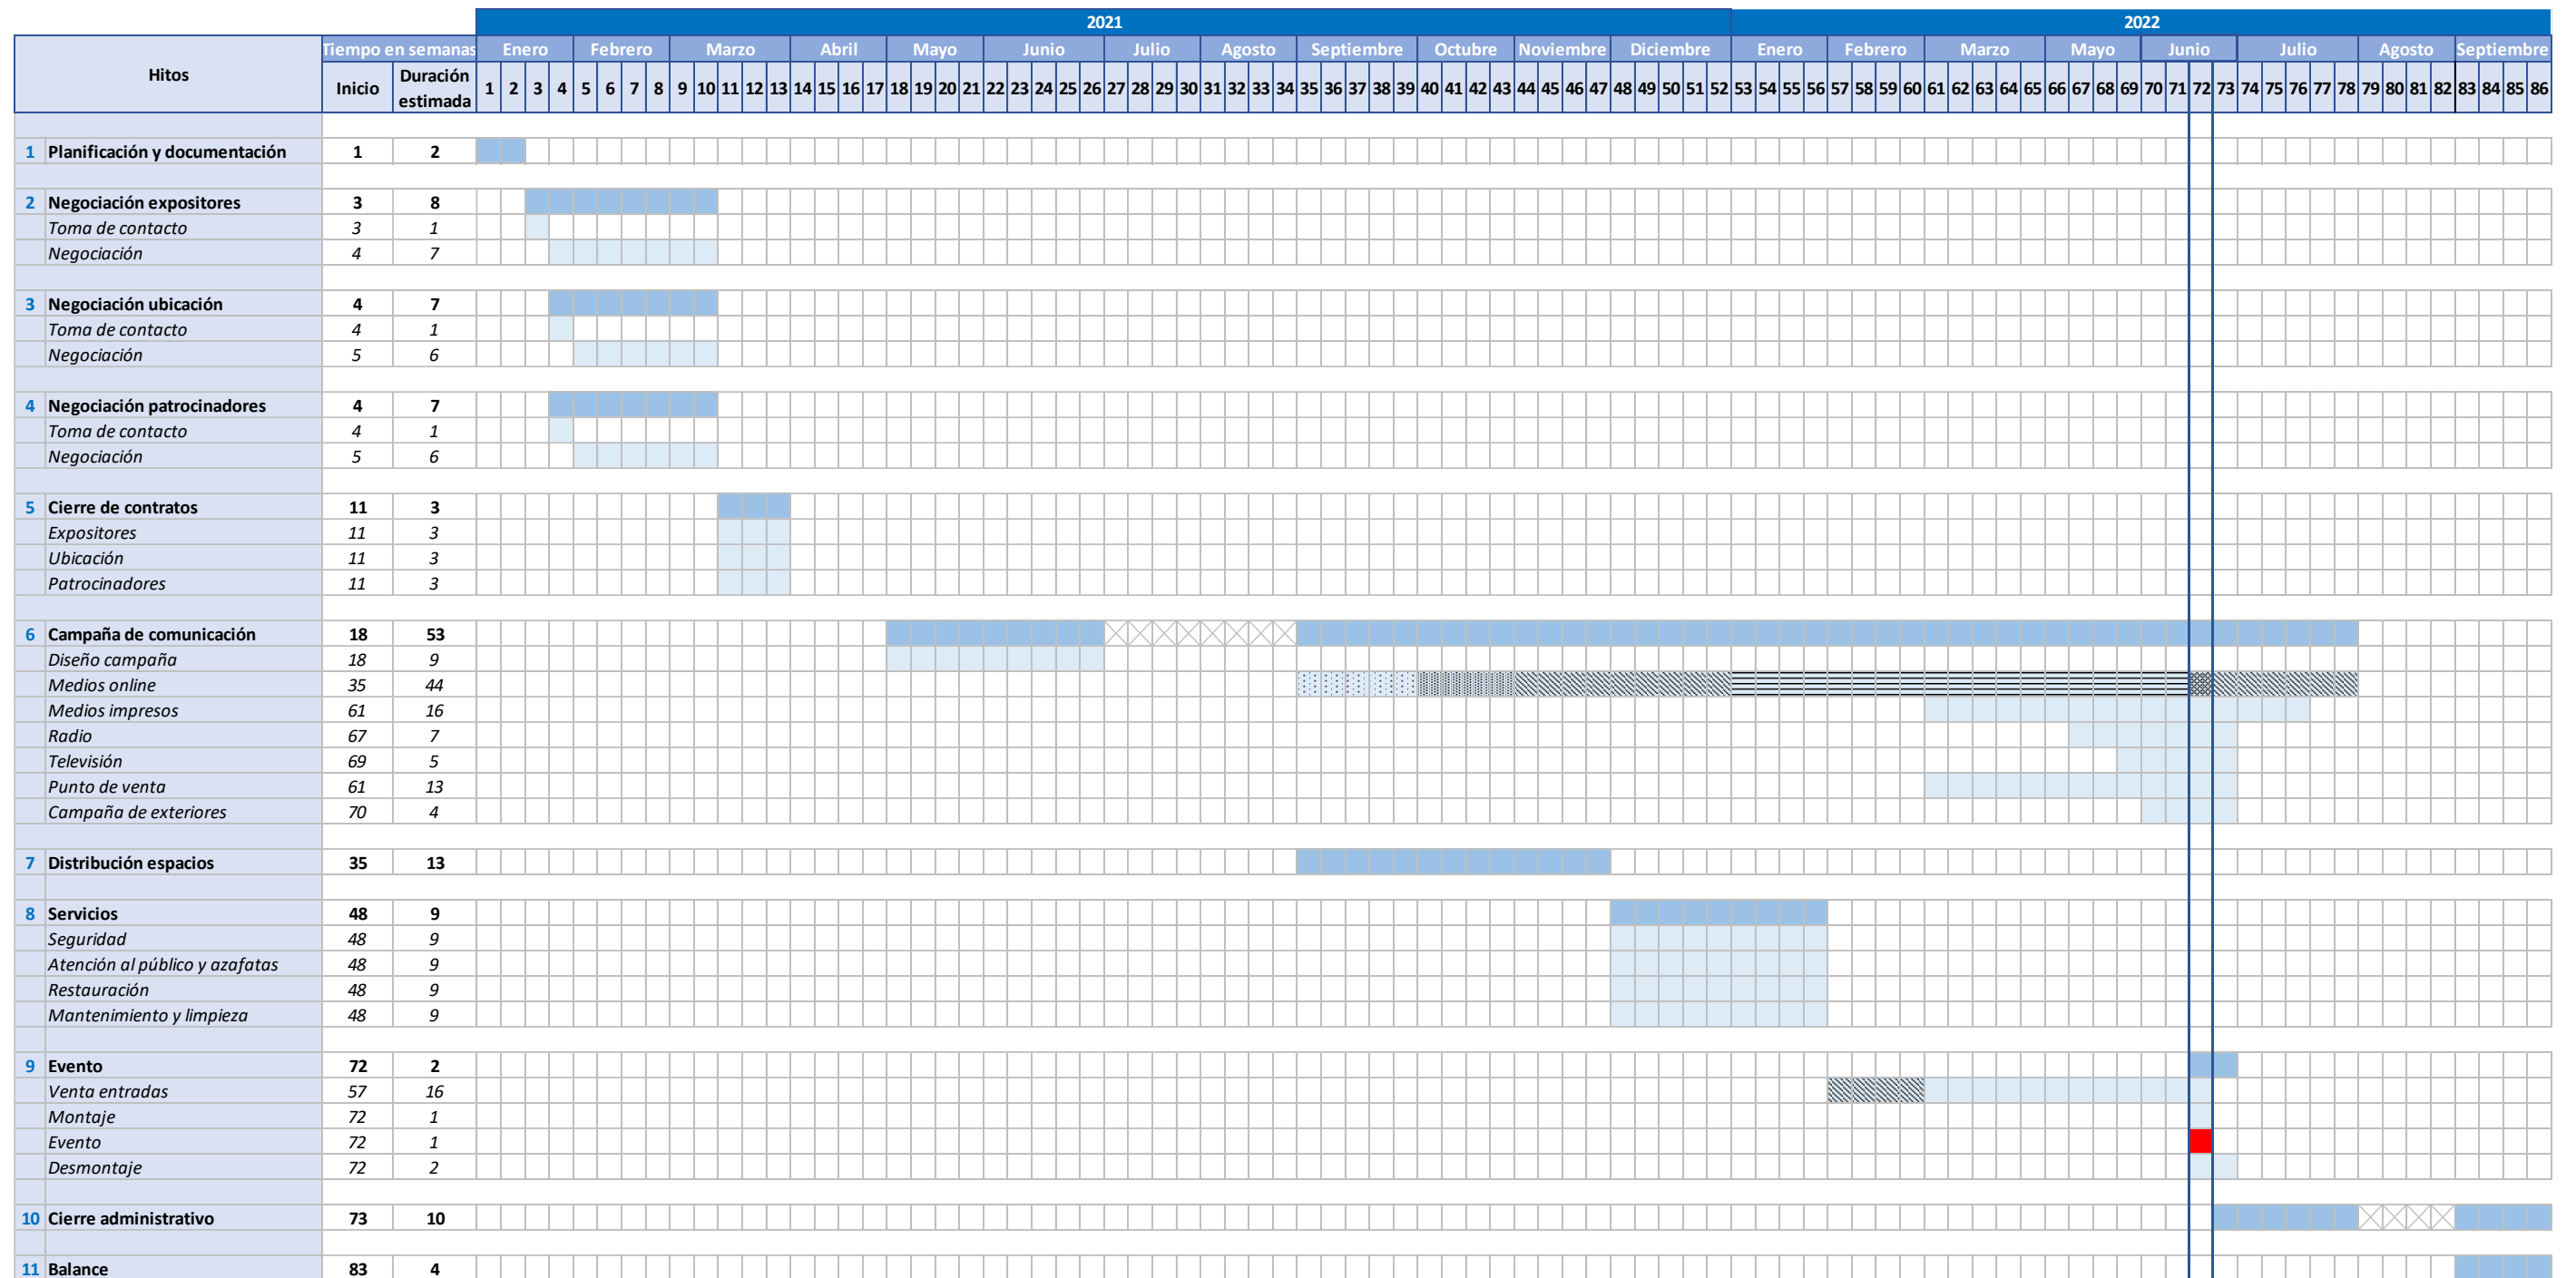 2021 2022
Hitos Tiempo en semanas Enero Febrero Marzo Abril Mayo Junio Julio Agosto Septiembre Octubre Noviembre Diciembre Enero Febrero Marzo Mayo Junio Julio Agosto Septiembre
Inicio Duración estimada 1 2 3 4 5 6 7 8 9 10 11 12 13 14 15 16 17 18 19 20 21 22 23 24 25 26 27 28 29 30 31 32 33 34 35 36 37 38 39 40 41 42 43 44 45 46 47 48 49 50 51 52 53 54 55 56 57 58 59 60 61 62 63 64 65 66 67 68 69 70 71 72 73 74 75 76 77 78 79 80 81 82 83 84 85 86
1 Planificación y documentación 1 2
2 Negociación expositores 3 8
Toma de contacto 3 1
Negociación 4 7
3 Negociación ubicación 4 7
Toma de contacto 4 1
Negociación 5 6
4 Negociación patrocinadores 4 7
Toma de contacto 4 1
Negociación 5 6
5 Cierre de contratos 11 3
Expositores 11 3
Ubicación 11 3
Patrocinadores 11 3
6 Campaña de comunicación 18 53
Diseño campaña 18 9
Medios online 35 44
Medios impresos 61 16
Radio 67 7
Televisión 69 5
Punto de venta 61 13
Campaña de exteriores 70 4
7 Distribución espacios 35 13
8 Servicios 48 9
Seguridad 48 9
Atención al público y azafatas 48 9
Restauración 48 9
Mantenimiento y limpieza 48 9
9 Evento 72 2
Venta entradas 57 16
Montaje 72 1
Evento 72 1
Desmontaje 72 2
10 Cierre administrativo 73 10
11 Balance 83 4